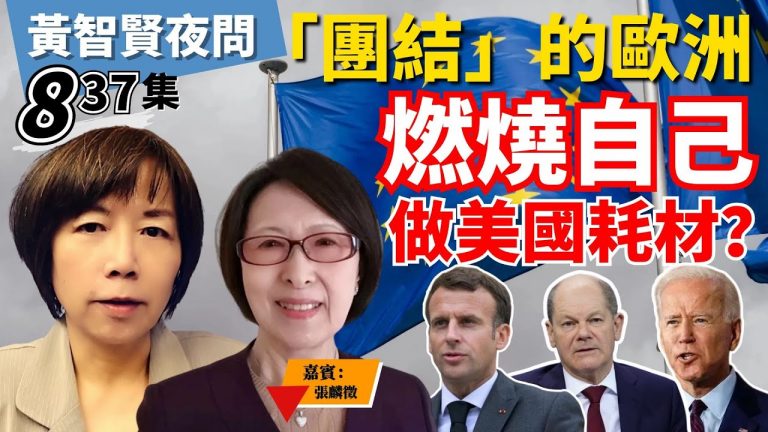 黃智賢夜問
837集
「團結」的歐洲
燃燒自己
做美國耗材？
嘉賓：
張麟徵